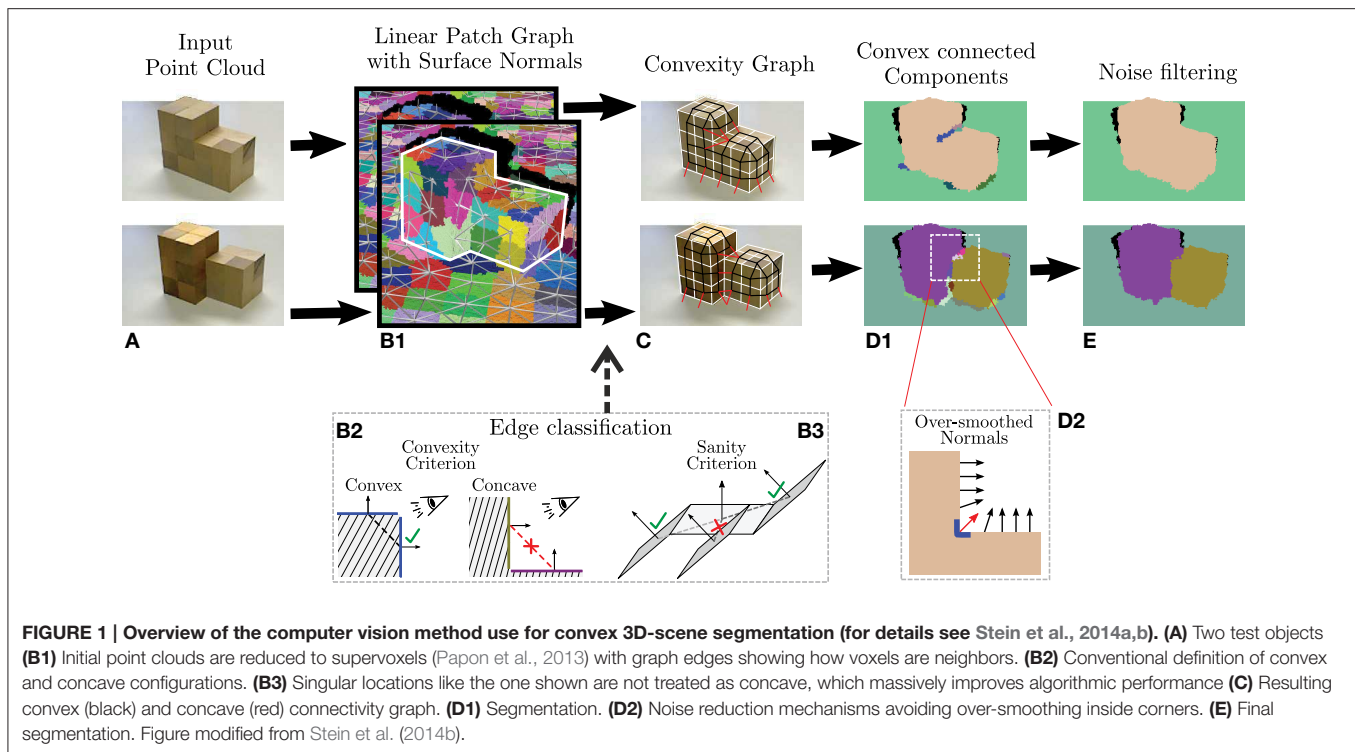 Input
Point Cloud
Linear Patch Graph
with Surface Normals
Convexity Graph
Convex connected
Components
Noise filtering
A
B1
C
D1
E
B2
Edge classification
B3
Convexity
Criterion
Convex
Concave
Sanity
Criterion
D2
Over-smoothed
Normals
FIGURE 1 | Overview of the computer vision method use for convex 3D-scene segmentation (for details see Stein et al., 2014a,b). (A) Two test objects
(B1) Initial point clouds are reduced to supervoxels (Papon et al., 2013) with graph edges showing how voxels are neighbors. (B2) Conventional definition of convex
and concave configurations. (B3) Singular locations like the one shown are not treated as concave, which massively improves algorithmic performance (C) Resulting
convex (black) and concave (red) connectivity graph. (D1) Segmentation. (D2) Noise reduction mechanisms avoiding over-smoothing inside corners. (E) Final
segmentation. Figure modified from Stein et al. (2014b).